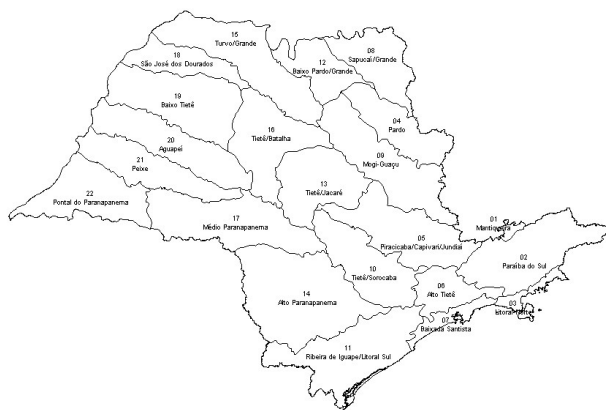 15
Turvo/Grande
08
Sapucaí/Grande
18
São José dos Dourados
12
Baixo Pardo/Grande
19
Baixo Tietê
04
Pardo
16
Tietê/Batalha
20
Aguapeí
09
Mogi-Guaçu
21
Peixe
13
Tietê/Jacaré
22
Pontal do Paranapanema
17
Médio Paranapanema
01
Mantiqueira
05
Piracicaba/Capivari/Jundiaí
02
Paraíba do Sul
10
Tietê/Sorocaba
06
Alto Tietê
14
Alto Paranapanema
03
Litoral Norte
07
Baixada Santista
11
Ribeira de Iguape/Litoral Sul